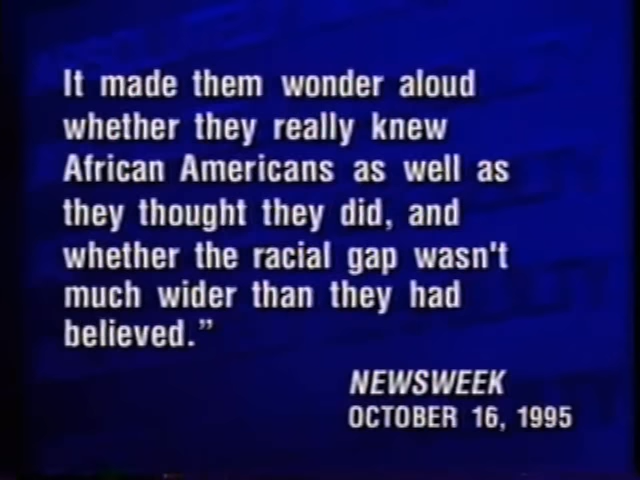 It made them wonder aloud
whether they really knew
African Americans as well as
they thought they did, and
whether the racial gap wasn't
much wider than they had
believed.”
NEWSWEEK
OCTOBER 16, 1995